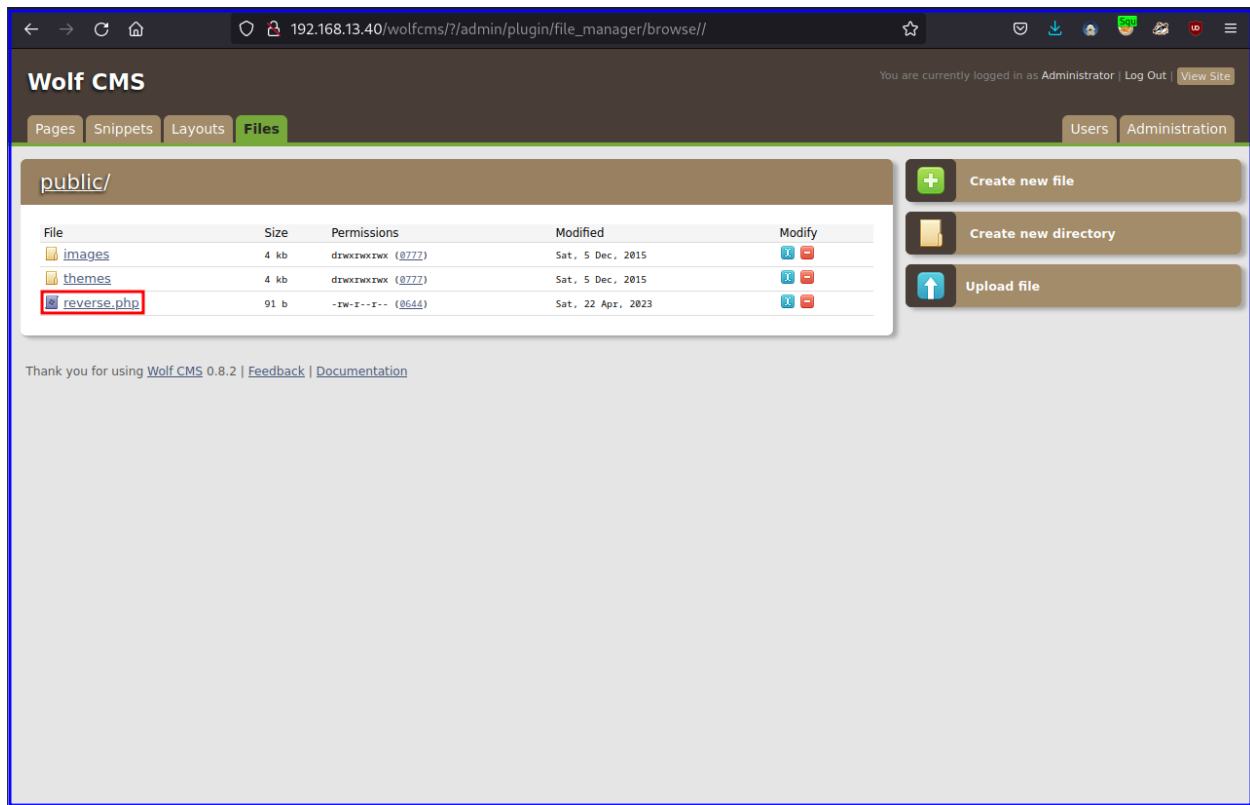 192.168.13.40/wolfcms/?/admin/plugin/file_manager/browse//
Squ
Wolf CMS
You are currently logged in as Administrator | Log Out | View Site
Pages Snippets Layouts Files Users Administration
public/
File Size Permissions Modified Modify
images 4 kb drwxrwxrwx (0777) Sat, 5 Dec, 2015
themes 4 kb drwxrwxrwx (0777) Sat, 5 Dec, 2015
reverse.php 91 b -rw-r--r-- (0644) Sat, 22 Apr, 2023
Create new file
Create new directory
Upload file
Thank you for using Wolf CMS 0.8.2 | Feedback | Documentation